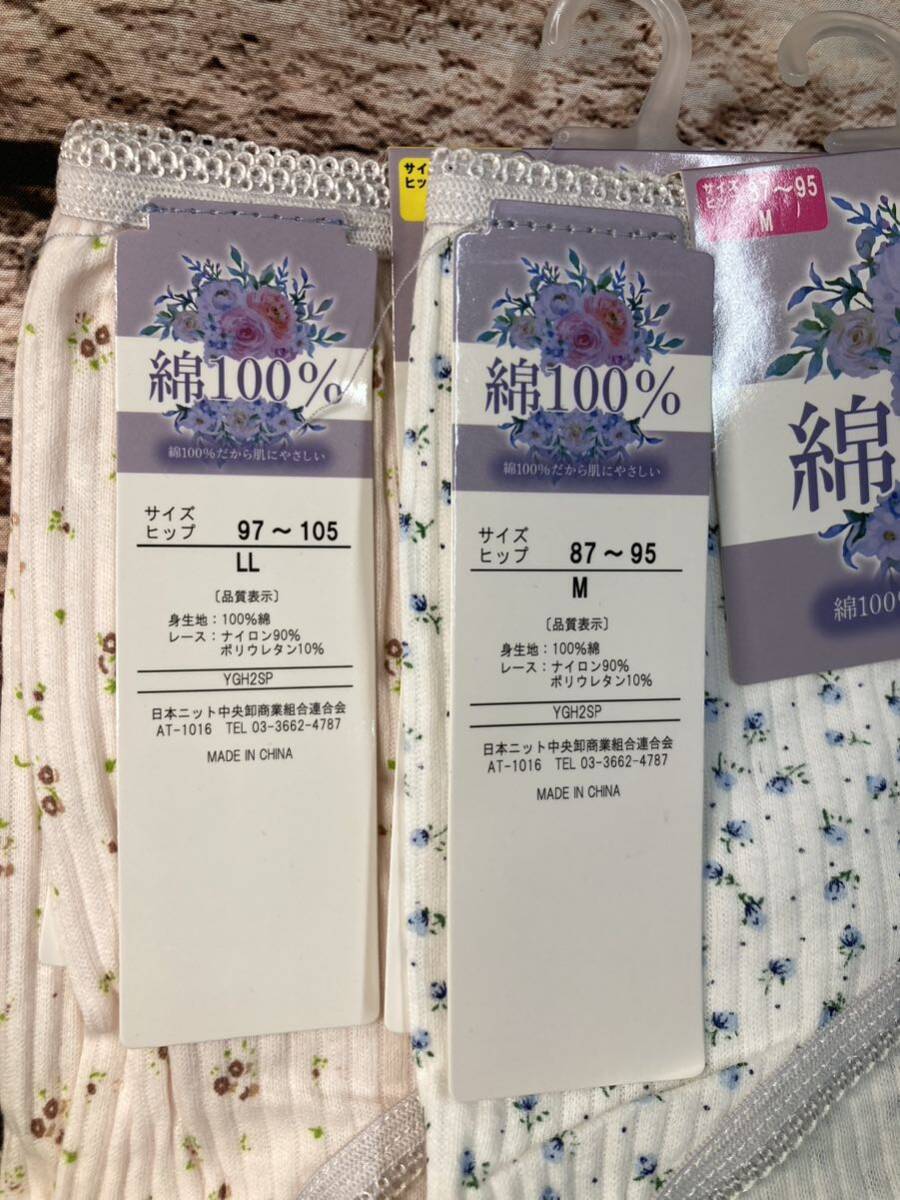 綿100%
綿100%だから肌にやさしい
サイズ
ヒップ 97～105
LL
〔品質表示〕
身生地：100%綿
レース：ナイロン90%
ポリウレタン10%
YGH2SP
日本ニット中央卸商業組合連合会
AT-1016 TEL 03-3662-4787
MADE IN CHINA
サイ
ヒッ
綿100%
綿100%だから肌にやさしい
サイズ
ヒップ 87～95
M
〔品質表示〕
身生地：100%綿
レース：ナイロン90%
ポリウレタン10%
YGH2SP
日本ニット中央卸商業組合連合会
AT-1016 TEL 03-3662-4787
MADE IN CHINA
サイズ
ヒップ 87～95
M
綿
綿100